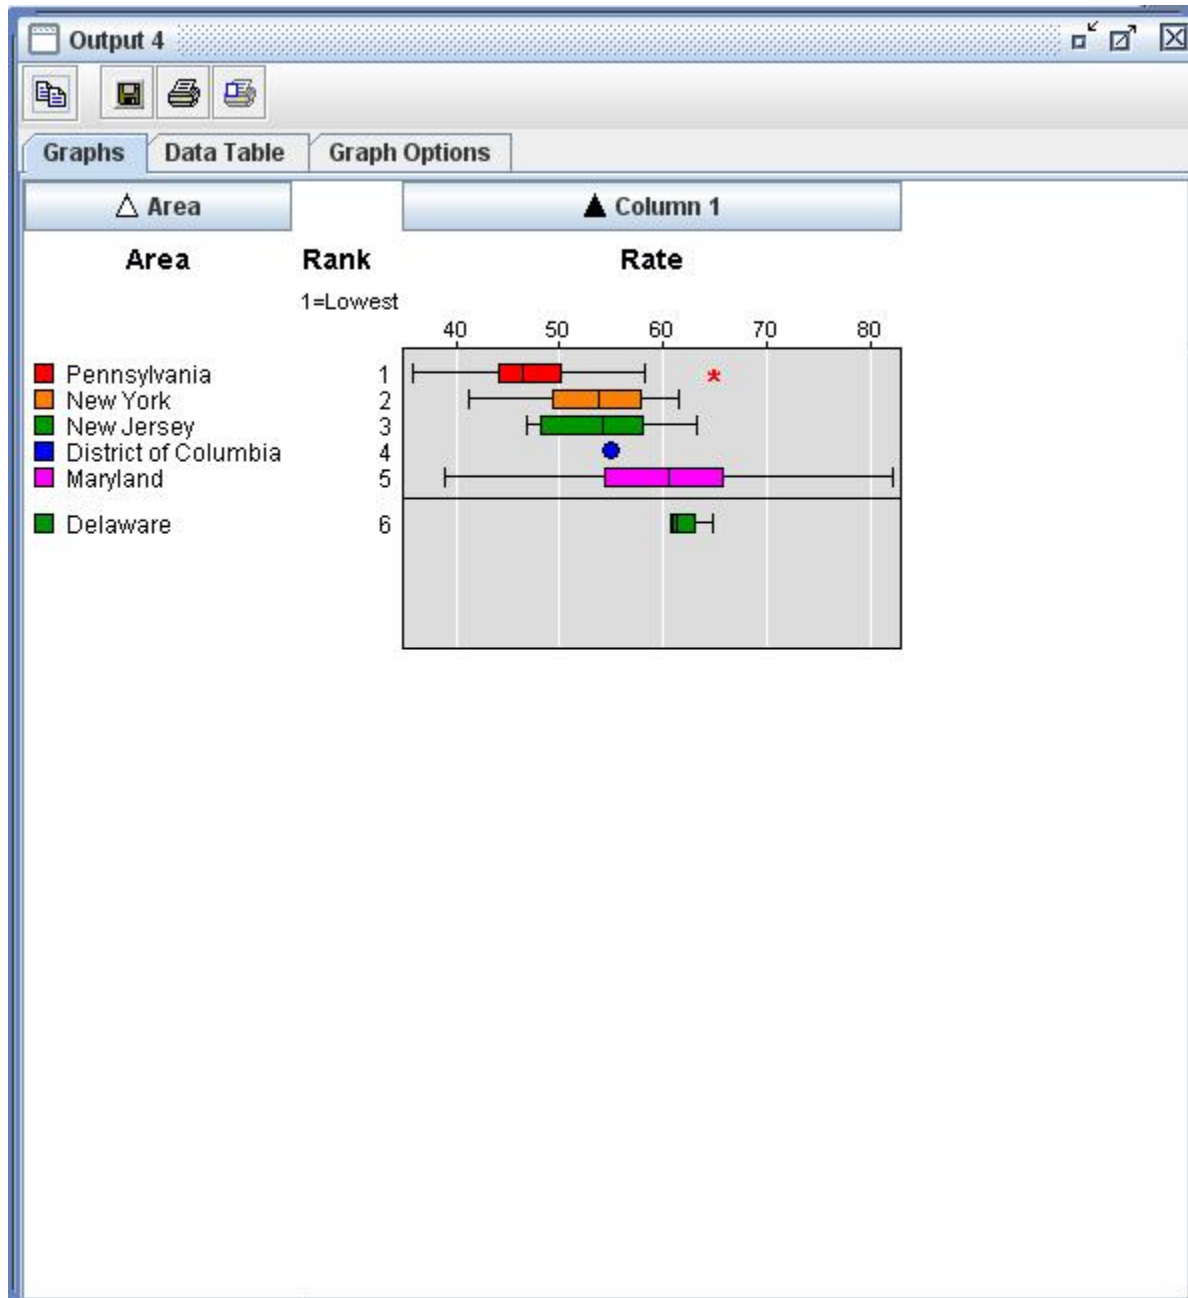 Output 4
Graphs Data Table Graph Options
△ Area ▲ Column 1
Area Rank Rate
1=Lowest
40 50 60 70 80
Pennsylvania 1
New York 2
New Jersey 3
District of Columbia 4
Maryland 5
Delaware 6